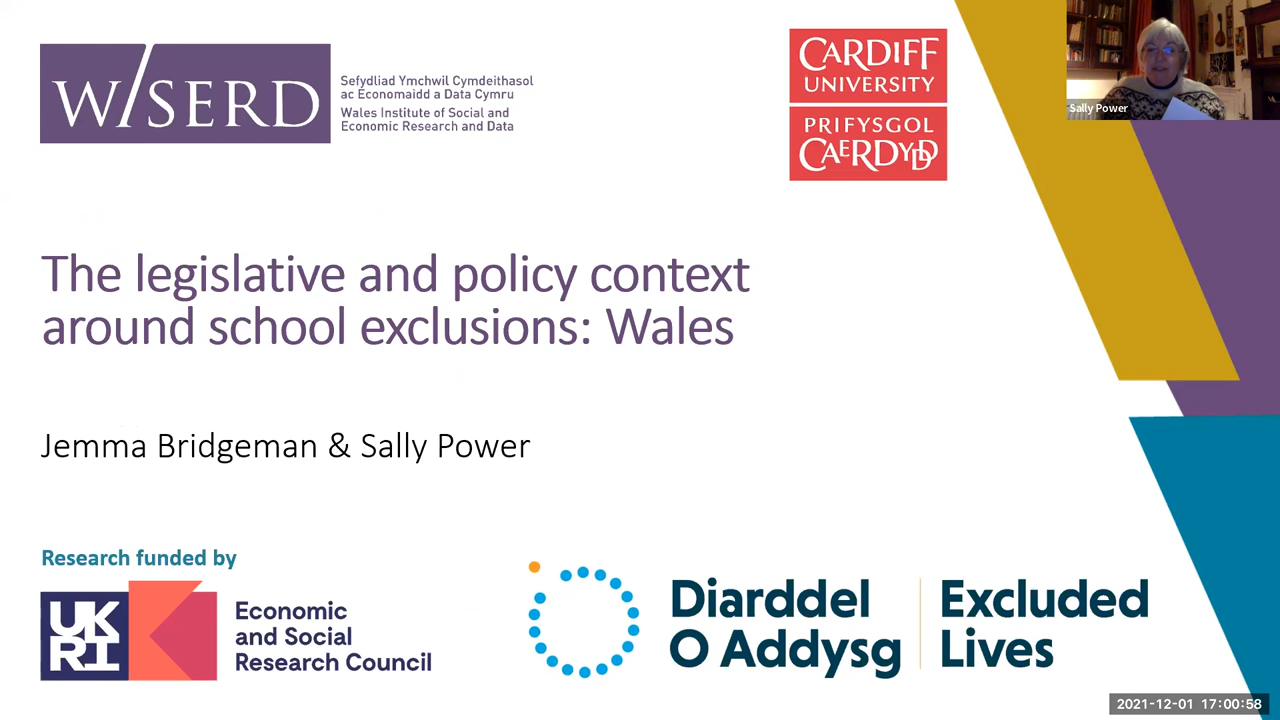 W/SERD
Sefydliad Ymchwil Cymdeithasol
ac Economaidd a Data Cymru
Wales Institute of Social and
Economic Research and Data
CARDIFF
UNIVERSITY
PRIFYSGOL
CAERDYDD
Sally Power
The legislative and policy context
around school exclusions: Wales
Jemma Bridgeman & Sally Power
Research funded by
UK
RI
Economic
and Social
Research Council
Diarddel
O Addysg
Excluded
Lives
2021-12-01 17:00:58